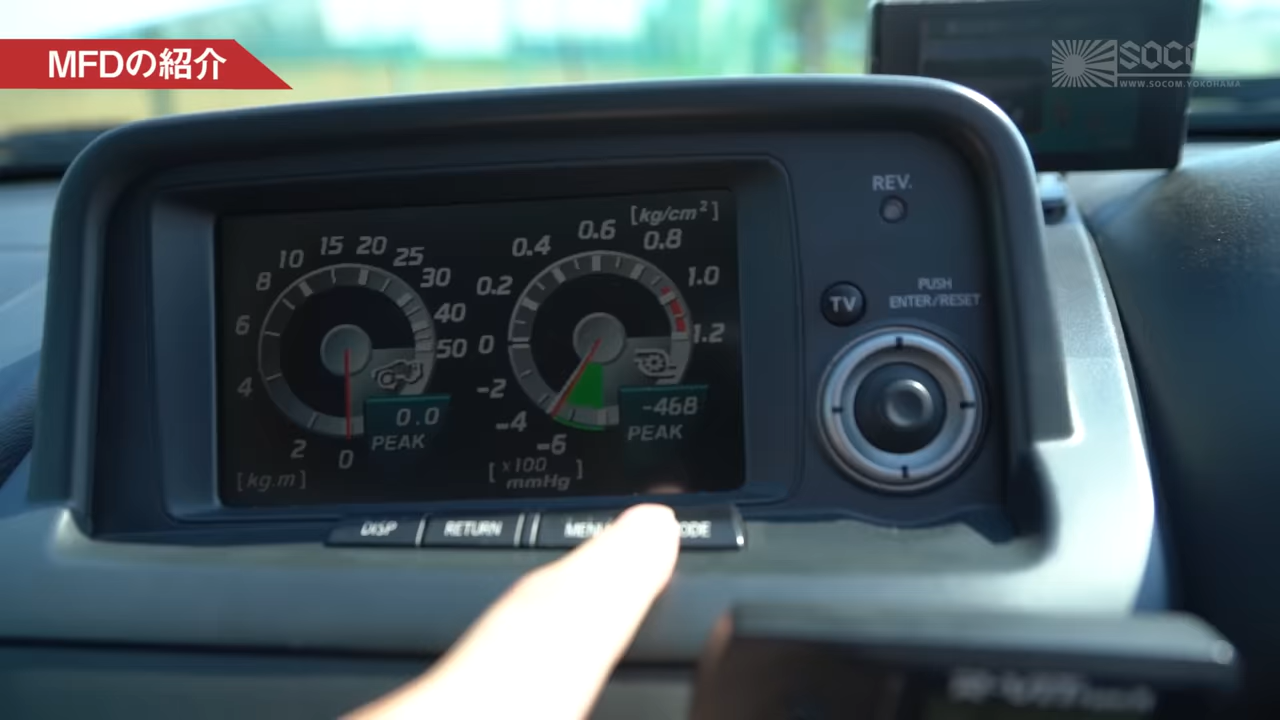 MFDの紹介
SOCOM
WWW.SOCOM.YOKOHAMA
REV.
TV
PUSH
ENTER/RESET
0
2
4
6
8
10
15
20
25
30
40
50
0.0
PEAK
[kg.m]
[kg/cm²]
-6
-4
-2
0
0.2
0.4
0.6
0.8
1.0
1.2
-468
PEAK
[x100
mmHg]
DISP
RETURN